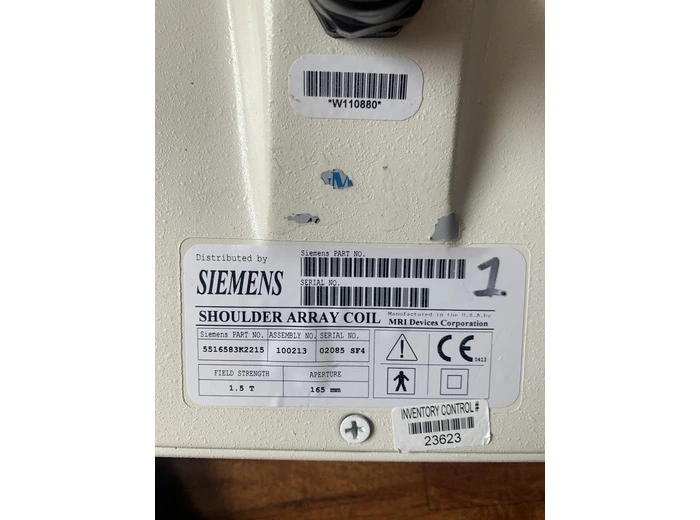 *W110880*
Distributed by
SIEMENS
Siemens PART NO.
SERIAL NO.
1
SHOULDER ARRAY COIL
Manufactured in the U.S.A. by
MRI Devices Corporation
Siemens PART NO. ASSEMBLY NO. SERIAL NO.
5516583K2215 100213 02085 SF4
FIELD STRENGTH APERTURE
1.5 T 165 mm
CE 0413
INVENTORY CONTROL#
23623